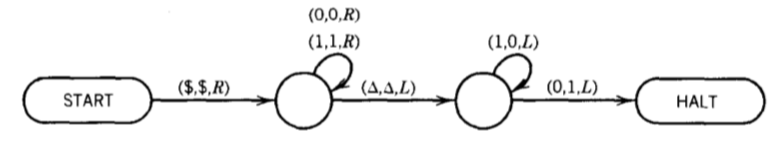 (0,0,R)
(1,1,R)
(1,0,L)
START
($,$,R)
(Δ,Δ,L)
(0,1,L)
HALT